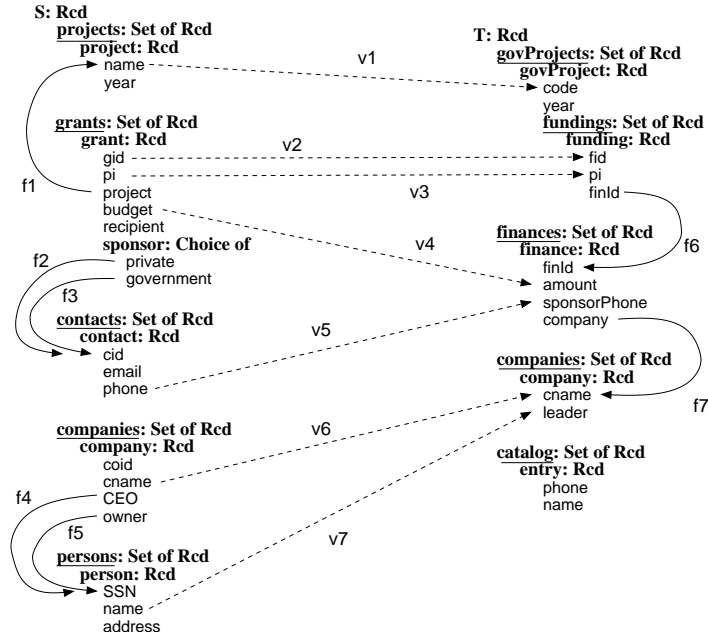 S: Rcd
projects: Set of Rcd
project: Rcd
name
year
grants: Set of Rcd
grant: Rcd
gid
pi
project
budget
recipient
sponsor: Choice of
private
government
contacts: Set of Rcd
contact: Rcd
cid
email
phone
companies: Set of Rcd
company: Rcd
coid
cname
CEO
owner
persons: Set of Rcd
person: Rcd
SSN
name
address
f1
f2
f3
f4
f5
v1
v2
v3
v4
v5
v6
v7
T: Rcd
govProjects: Set of Rcd
govProject: Rcd
code
year
fundings: Set of Rcd
funding: Rcd
fid
pi
finId
finances: Set of Rcd
finance: Rcd
finId
amount
sponsorPhone
company
companies: Set of Rcd
company: Rcd
cname
leader
catalog: Set of Rcd
entry: Rcd
phone
name
f6
f7